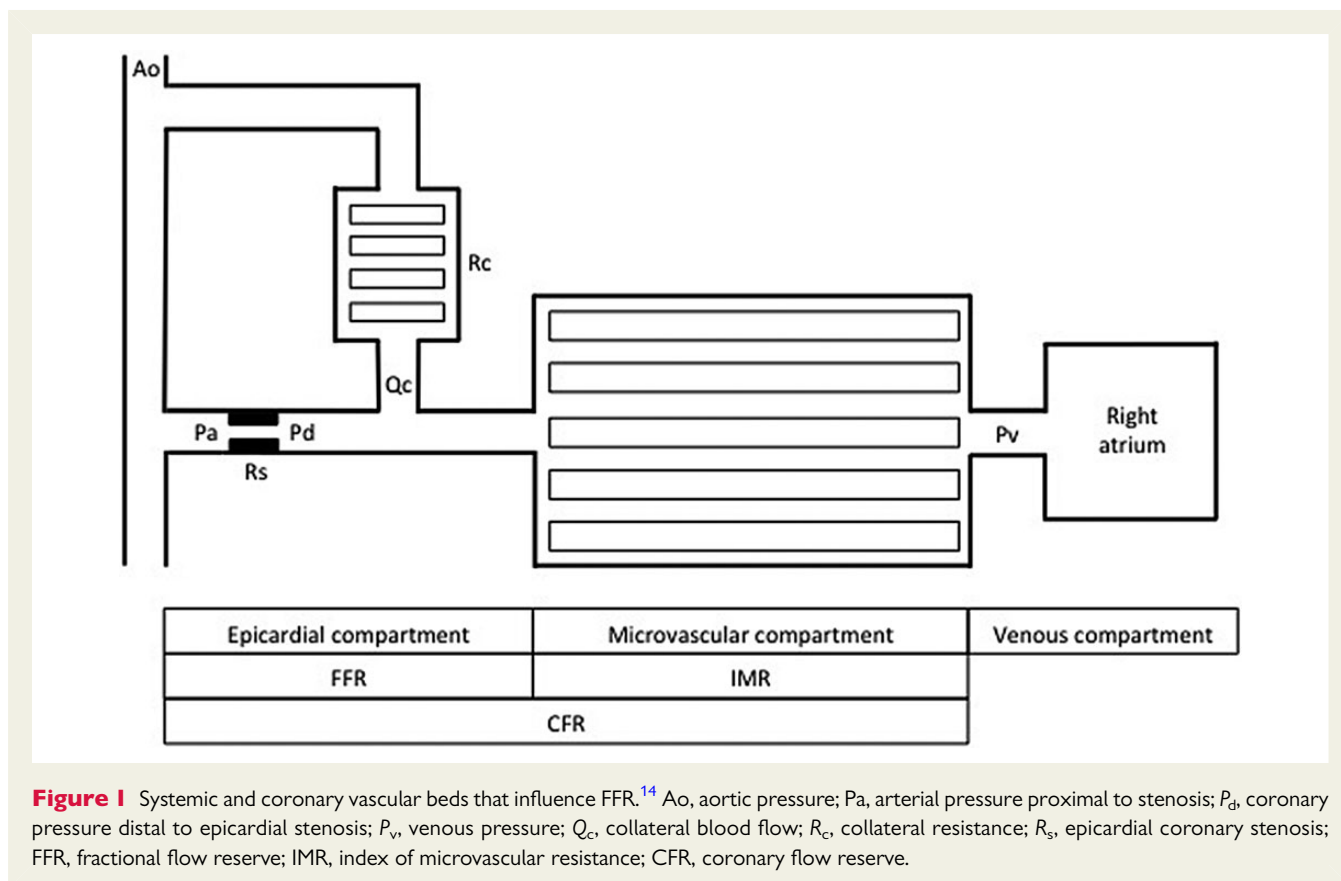 Ao
Rc
Qc
Pa
Pd
Rs
Pv
Right
atrium
Epicardial compartment
Microvascular compartment
Venous compartment
FFR
IMR
CFR
Figure 1 Systemic and coronary vascular beds that influence FFR.14 Ao, aortic pressure; Pa, arterial pressure proximal to stenosis; Pd, coronary
pressure distal to epicardial stenosis; Pv, venous pressure; Qc, collateral blood flow; Rc, collateral resistance; Rs, epicardial coronary stenosis;
FFR, fractional flow reserve; IMR, index of microvascular resistance; CFR, coronary flow reserve.